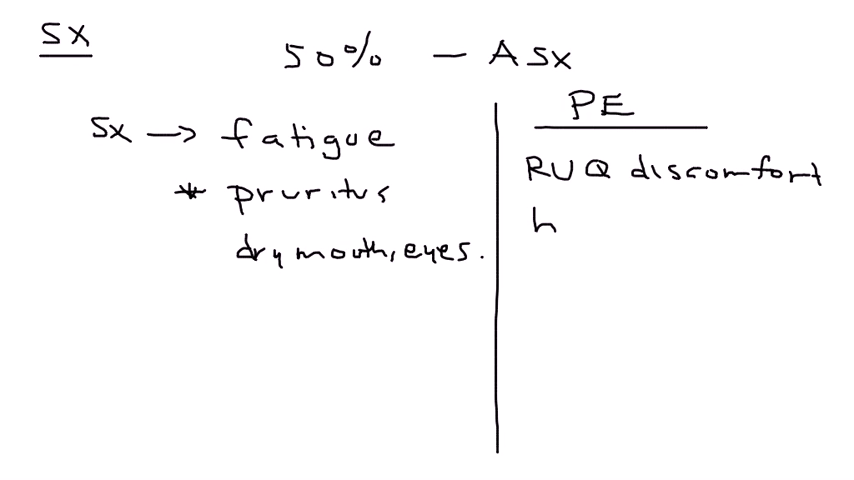 SX
50% - ASX
SX → fatigue
* pruritus
dry mouth, eyes.
PE
RUQ discomfort
h